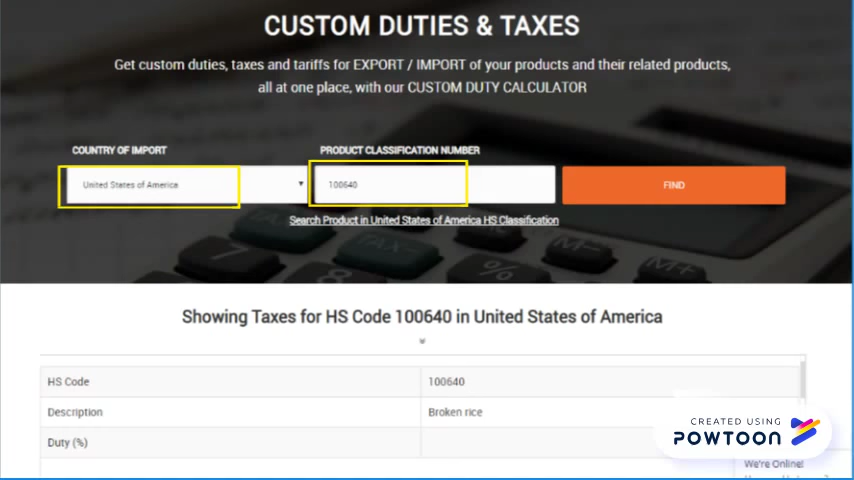 CUSTOM DUTIES & TAXES
Get custom duties, taxes and tariffs for EXPORT / IMPORT of your products and their related products,
all at one place, with our CUSTOM DUTY CALCULATOR
COUNTRY OF IMPORT
PRODUCT CLASSIFICATION NUMBER
United States of America
100640
FIND
Search Product in United States of America HS Classification
TAX-
%
M-
M+
7
8
Showing Taxes for HS Code 100640 in United States of America
HS Code 100640
Description Broken rice
Duty (%)
CREATED USING
POWTOON
We're Online!